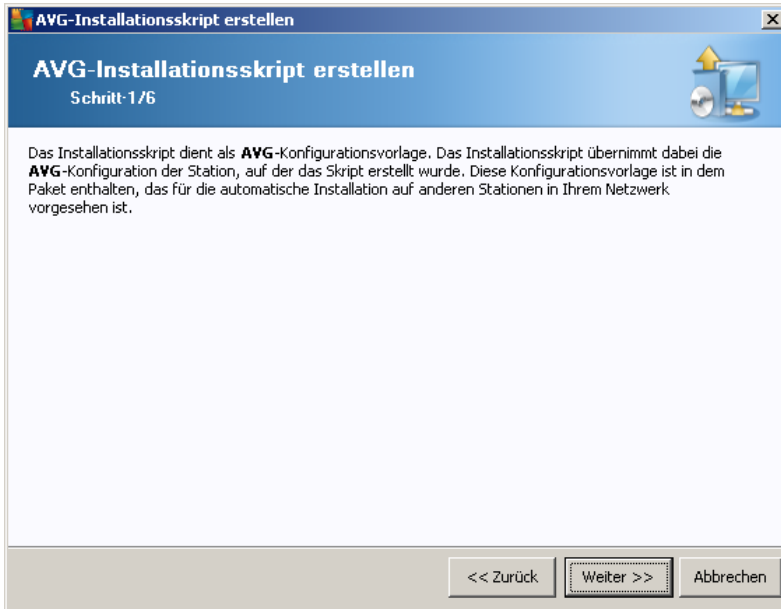 AVG-Installationsskript erstellen
AVG-Installationsskript erstellen
Schritt-1/6
Das Installationsskript dient als AVG-Konfigurationsvorlage. Das Installationsskript übernimmt dabei die
AVG-Konfiguration der Station, auf der das Skript erstellt wurde. Diese Konfigurationsvorlage ist in dem
Paket enthalten, das für die automatische Installation auf anderen Stationen in Ihrem Netzwerk
vorgesehen ist.
<< Zurück Weiter >> Abbrechen